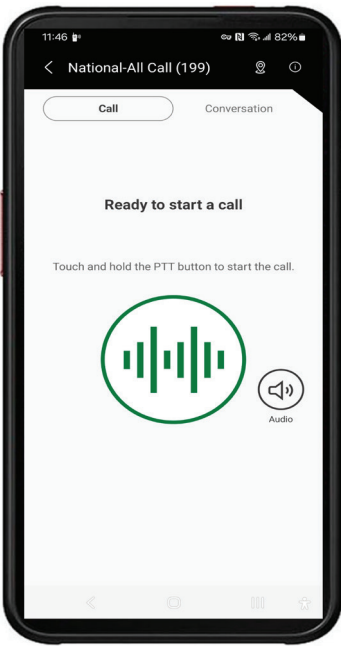 11:46 82%
National-All Call (199)
Call Conversation
Ready to start a call
Touch and hold the PTT button to start the call.
Audio